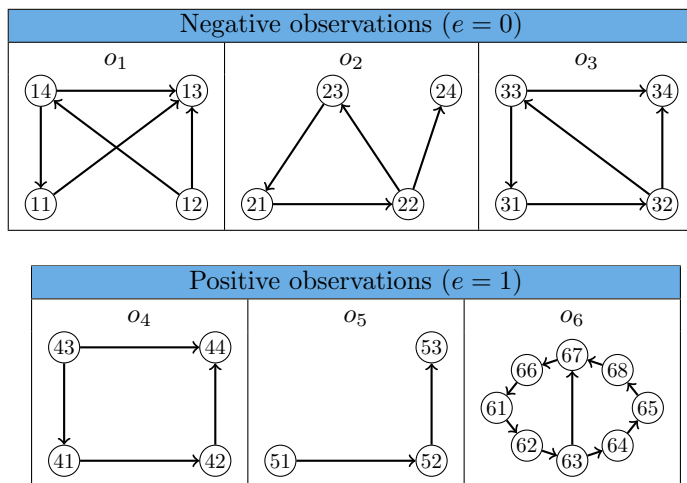 Negative observations (e = 0)
o₁ o₂ o₃
14 13 23 24 33 34
11 12 21 22 31 32
Positive observations (e = 1)
o₄ o₅ o₆
43 44 53 67
66 68
61 65
62 64
41 42 51 52 63